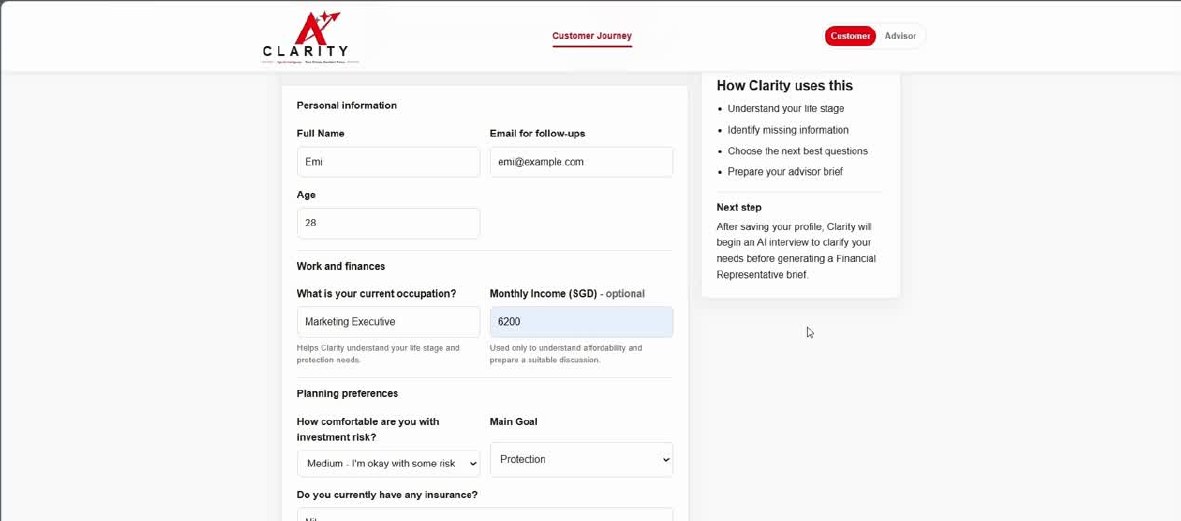 CLARITY
Customer Journey
Customer
Advisor
Personal information
Full Name
Email for follow-ups
Emi
emi@example.com
Age
28
Work and finances
What is your current occupation?
Monthly Income (SGD) - optional
Marketing Executive
6200
Helps Clarity understand your life stage and
protection needs.
Used only to understand affordability and
prepare a suitable discussion.
Planning preferences
How comfortable are you with
investment risk?
Main Goal
Medium - I'm okay with some risk
Protection
Do you currently have any insurance?
How Clarity uses this
• Understand your life stage
• Identify missing information
• Choose the next best questions
• Prepare your advisor brief
Next step
After saving your profile, Clarity will
begin an AI interview to clarify your
needs before generating a Financial
Representative brief.